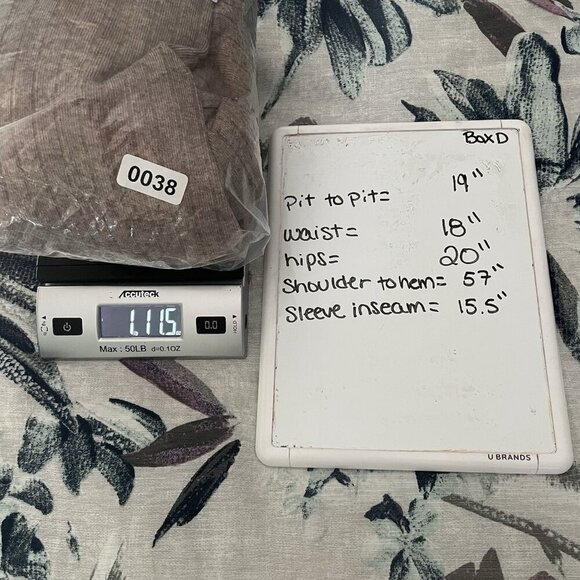 0038
Accuteck
1.11.5
0.0
HOLD
Max : 50LB d=0.1OZ
Box D
Pit to pit= 19"
waist= 18"
hips= 20"
Shoulder to hem= 57"
Sleeve inseam= 15.5"
U BRANDS